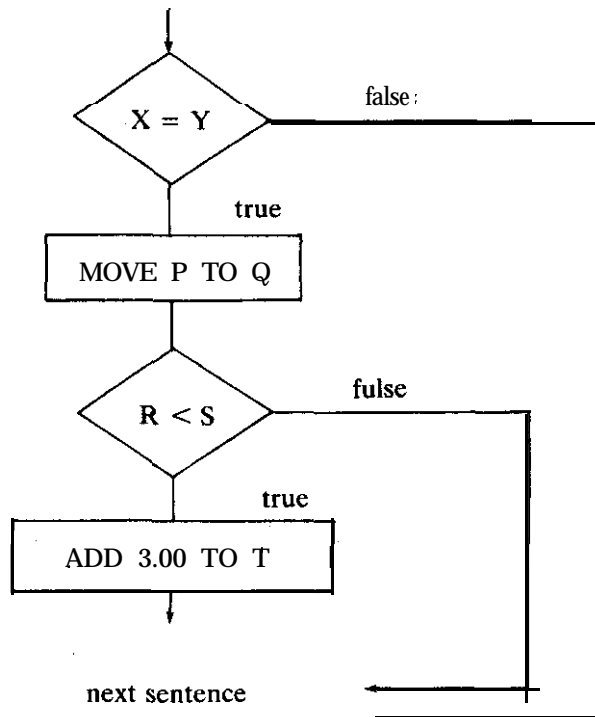 X = Y
false
true
MOVE P TO Q
R < S
fulse
true
ADD 3.00 TO T
next sentence